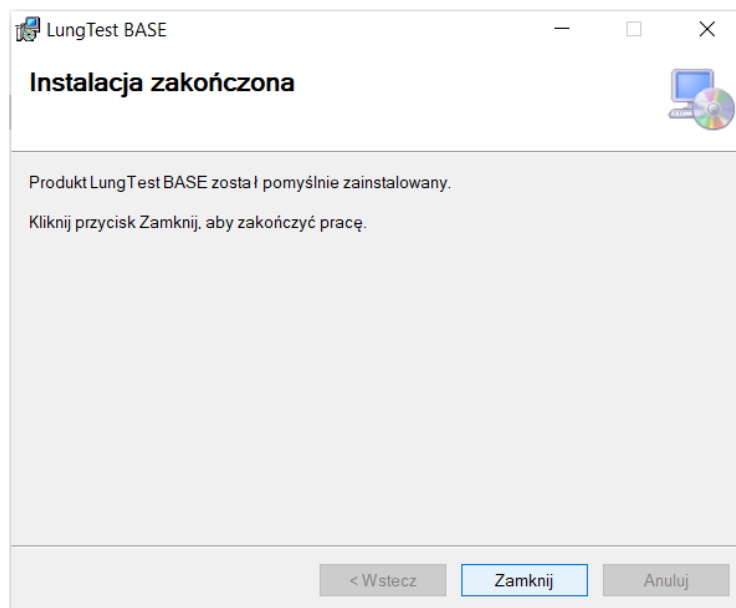 LungTest BASE
Instalacja zakończona
Produkt LungTest BASE został pomyślnie zainstalowany.
Kliknij przycisk Zamknij, aby zakończyć pracę.
< Wstecz
Zamknij
Anuluj